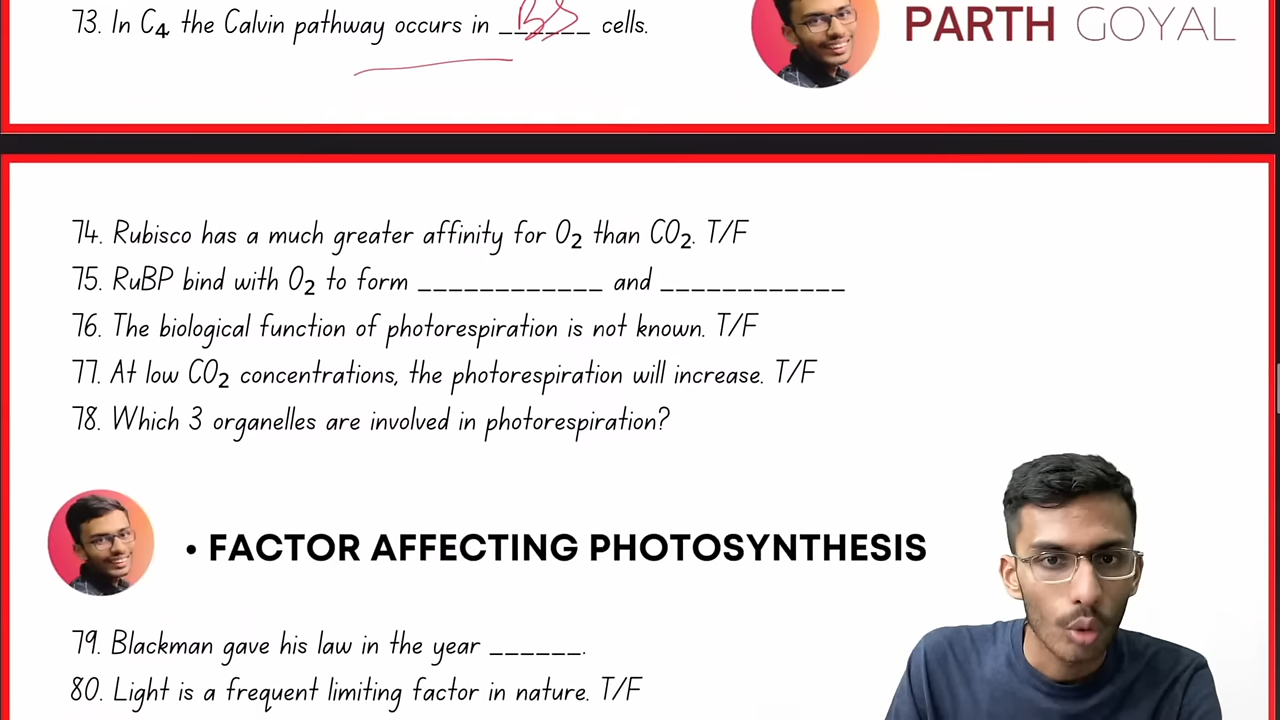 73. In C₄, the Calvin pathway occurs in __BS____ cells.
PARTH GOYAL
74. Rubisco has a much greater affinity for O₂ than CO₂. T/F
75. RuBP bind with O₂ to form ____________ and ____________
76. The biological function of photorespiration is not known. T/F
77. At low CO₂ concentrations, the photorespiration will increase. T/F
78. Which 3 organelles are involved in photorespiration?
• FACTOR AFFECTING PHOTOSYNTHESIS
79. Blackman gave his law in the year ______.
80. Light is a frequent limiting factor in nature. T/F